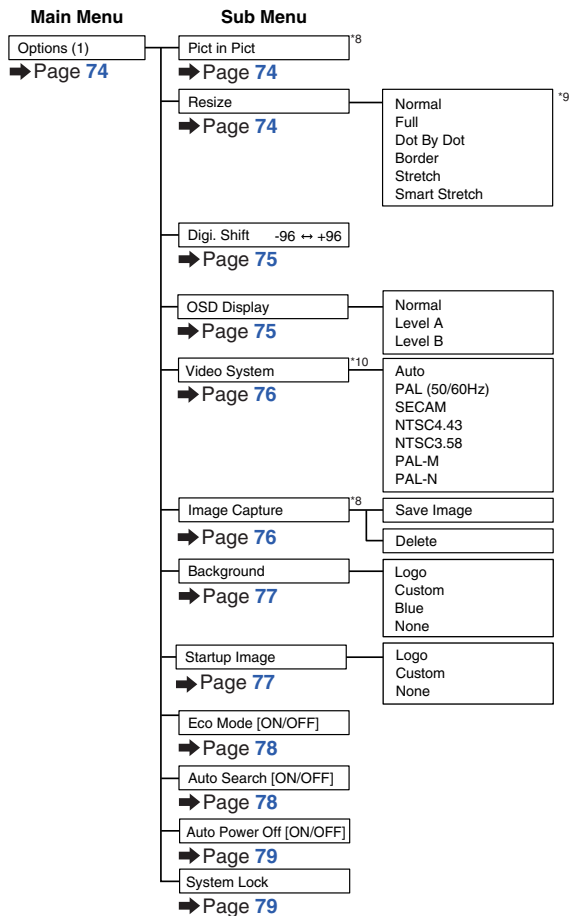 Main Menu Sub Menu
Options (1)
➡ Page 74
Pict in Pict *8
➡ Page 74
Resize
➡ Page 74
Normal *9
Full
Dot By Dot
Border
Stretch
Smart Stretch
Digi. Shift -96 ↔ +96
➡ Page 75
OSD Display
➡ Page 75
Normal
Level A
Level B
Video System *10
➡ Page 76
Auto
PAL (50/60Hz)
SECAM
NTSC4.43
NTSC3.58
PAL-M
PAL-N
Image Capture *8
➡ Page 76
Save Image
Delete
Background
➡ Page 77
Logo
Custom
Blue
None
Startup Image
➡ Page 77
Logo
Custom
None
Eco Mode [ON/OFF]
➡ Page 78
Auto Search [ON/OFF]
➡ Page 78
Auto Power Off [ON/OFF]
➡ Page 79
System Lock
➡ Page 79